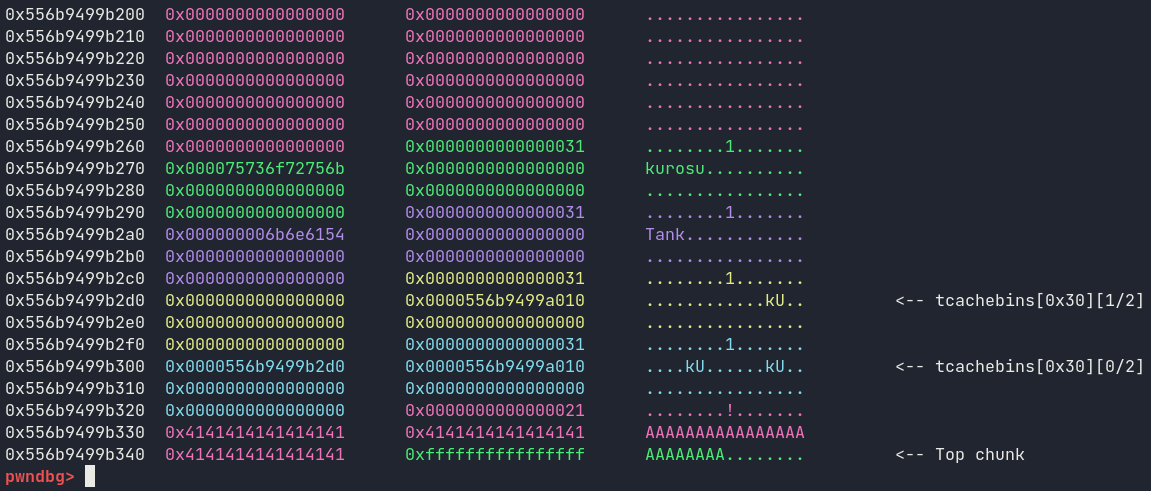 0x556b9499b200  0x0000000000000000      0x0000000000000000      ................
0x556b9499b210  0x0000000000000000      0x0000000000000000      ................
0x556b9499b220  0x0000000000000000      0x0000000000000000      ................
0x556b9499b230  0x0000000000000000      0x0000000000000000      ................
0x556b9499b240  0x0000000000000000      0x0000000000000000      ................
0x556b9499b250  0x0000000000000000      0x0000000000000000      ................
0x556b9499b260  0x0000000000000000      0x0000000000000031      ........1.......
0x556b9499b270  0x000075736f72756b      0x0000000000000000      kurosu..........
0x556b9499b280  0x0000000000000000      0x0000000000000000      ................
0x556b9499b290  0x0000000000000000      0x0000000000000031      ........1.......
0x556b9499b2a0  0x000000006b6e6154      0x0000000000000000      Tank............
0x556b9499b2b0  0x0000000000000000      0x0000000000000000      ................
0x556b9499b2c0  0x0000000000000000      0x0000000000000031      ........1.......
0x556b9499b2d0  0x0000000000000000      0x0000556b9499a010      ............kU..         <-- tcachebins[0x30][1/2]
0x556b9499b2e0  0x0000000000000000      0x0000000000000000      ................
0x556b9499b2f0  0x0000000000000000      0x0000000000000031      ........1.......
0x556b9499b300  0x0000556b9499b2d0      0x0000556b9499a010      ....kU......kU..         <-- tcachebins[0x30][0/2]
0x556b9499b310  0x0000000000000000      0x0000000000000000      ................
0x556b9499b320  0x0000000000000000      0x0000000000000021      ........!.......
0x556b9499b330  0x4141414141414141      0x4141414141414141      AAAAAAAAAAAAAAAA
0x556b9499b340  0x4141414141414141      0xffffffffffffffff      AAAAAAAA........         <-- Top chunk
pwndbg>